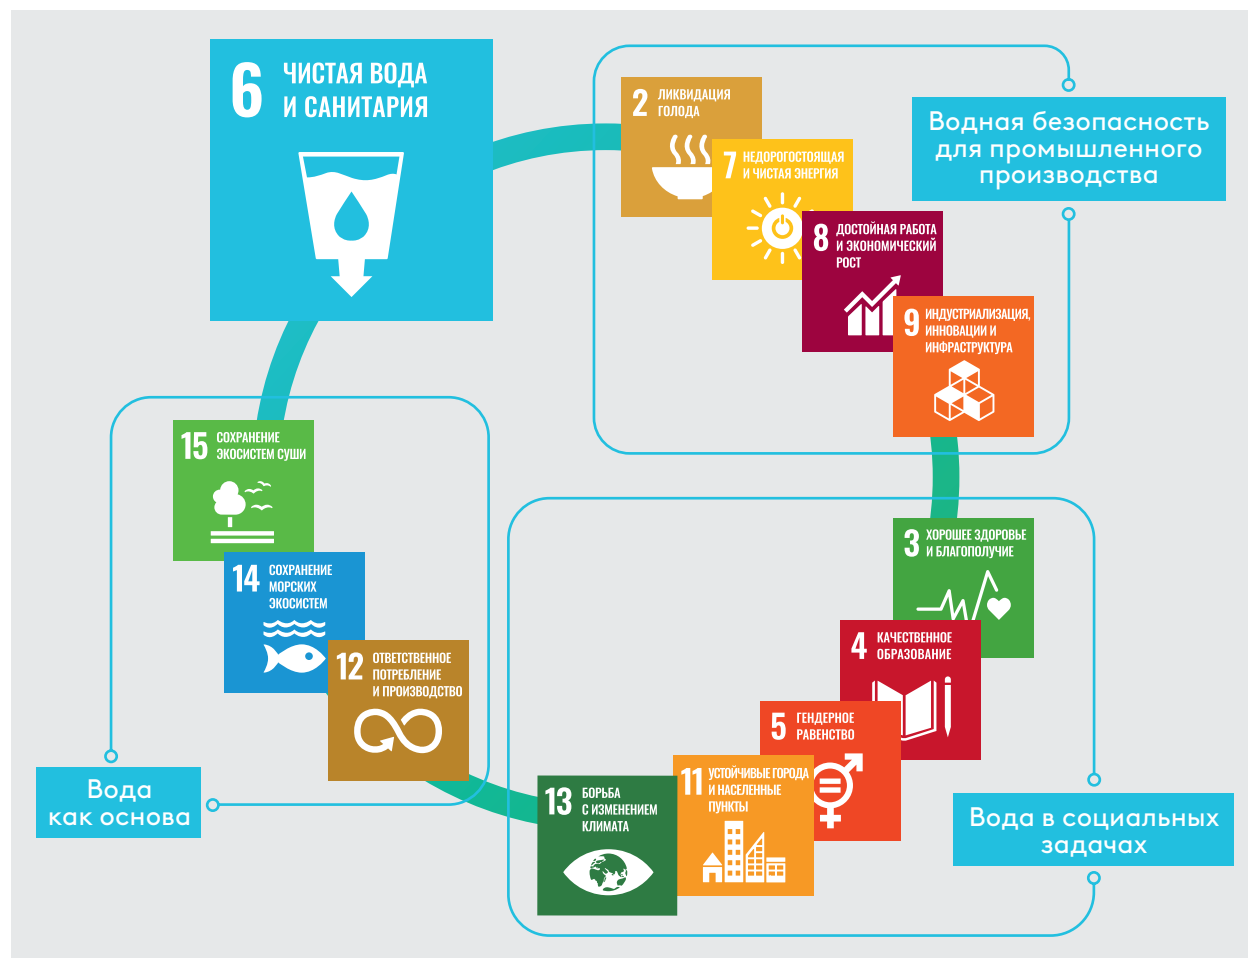 6
ЧИСТАЯ ВОДА
И САНИТАРИЯ
2
ЛИКВИДАЦИЯ
ГОЛОДА
7
НЕДОРОГОСТОЯЩАЯ
И ЧИСТАЯ ЭНЕРГИЯ
8
ДОСТОЙНАЯ РАБОТА
И ЭКОНОМИЧЕСКИЙ
РОСТ
9
ИНДУСТРИАЛИЗАЦИЯ,
ИННОВАЦИИ И
ИНФРАСТРУКТУРА
Водная безопасность
для промышленного
производства
3
ХОРОШЕЕ ЗДОРОВЬЕ
И БЛАГОПОЛУЧИЕ
4
КАЧЕСТВЕННОЕ
ОБРАЗОВАНИЕ
5
ГЕНДЕРНОЕ
РАВЕНСТВО
11
УСТОЙЧИВЫЕ ГОРОДА
И НАСЕЛЕННЫЕ
ПУНКТЫ
13
БОРЬБА
С ИЗМЕНЕНИЕМ
КЛИМАТА
Вода в социальных
задачах
15
СОХРАНЕНИЕ
ЭКОСИСТЕМ СУШИ
14
СОХРАНЕНИЕ
МОРСКИХ
ЭКОСИСТЕМ
12
ОТВЕТСТВЕННОЕ
ПОТРЕБЛЕНИЕ
И ПРОИЗВОДСТВО
Вода
как основа